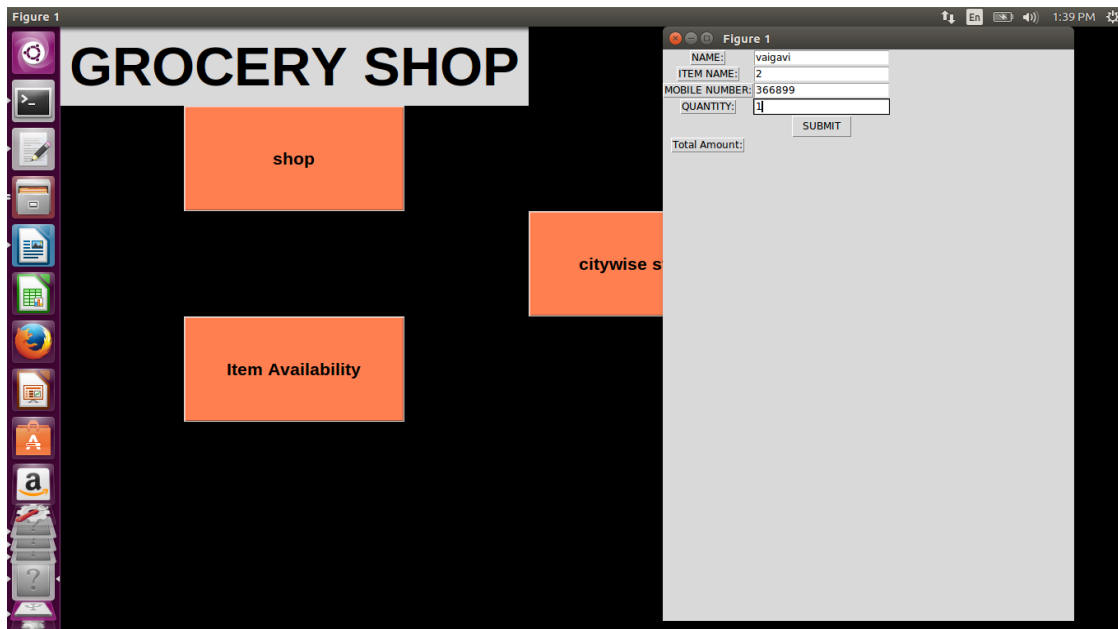 Figure 1
En
1:39 PM
GROCERY SHOP
shop
citywise s
Item Availability
Figure 1
NAME: vaigavi
ITEM NAME: 2
MOBILE NUMBER: 366899
QUANTITY: 1
SUBMIT
Total Amount: